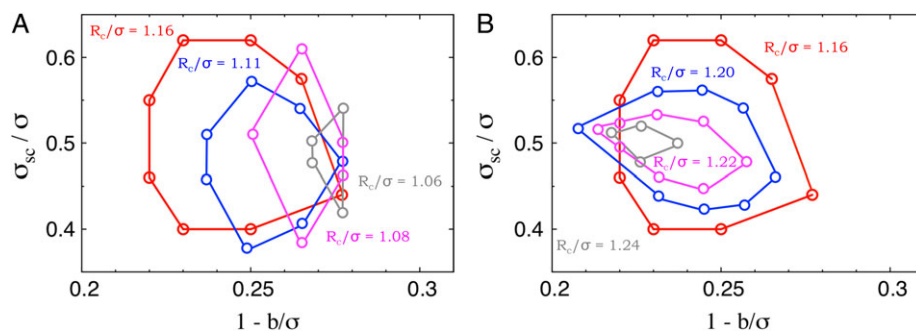 A
R_c/σ = 1.16
R_c/σ = 1.11
R_c/σ = 1.06
R_c/σ = 1.08
0.6
0.5
0.4
σ_sc / σ
0.2
0.25
0.3
1 - b/σ
B
R_c/σ = 1.16
R_c/σ = 1.20
R_c/σ = 1.22
R_c/σ = 1.24
0.6
0.5
0.4
σ_sc / σ
0.2
0.25
0.3
1 - b/σ